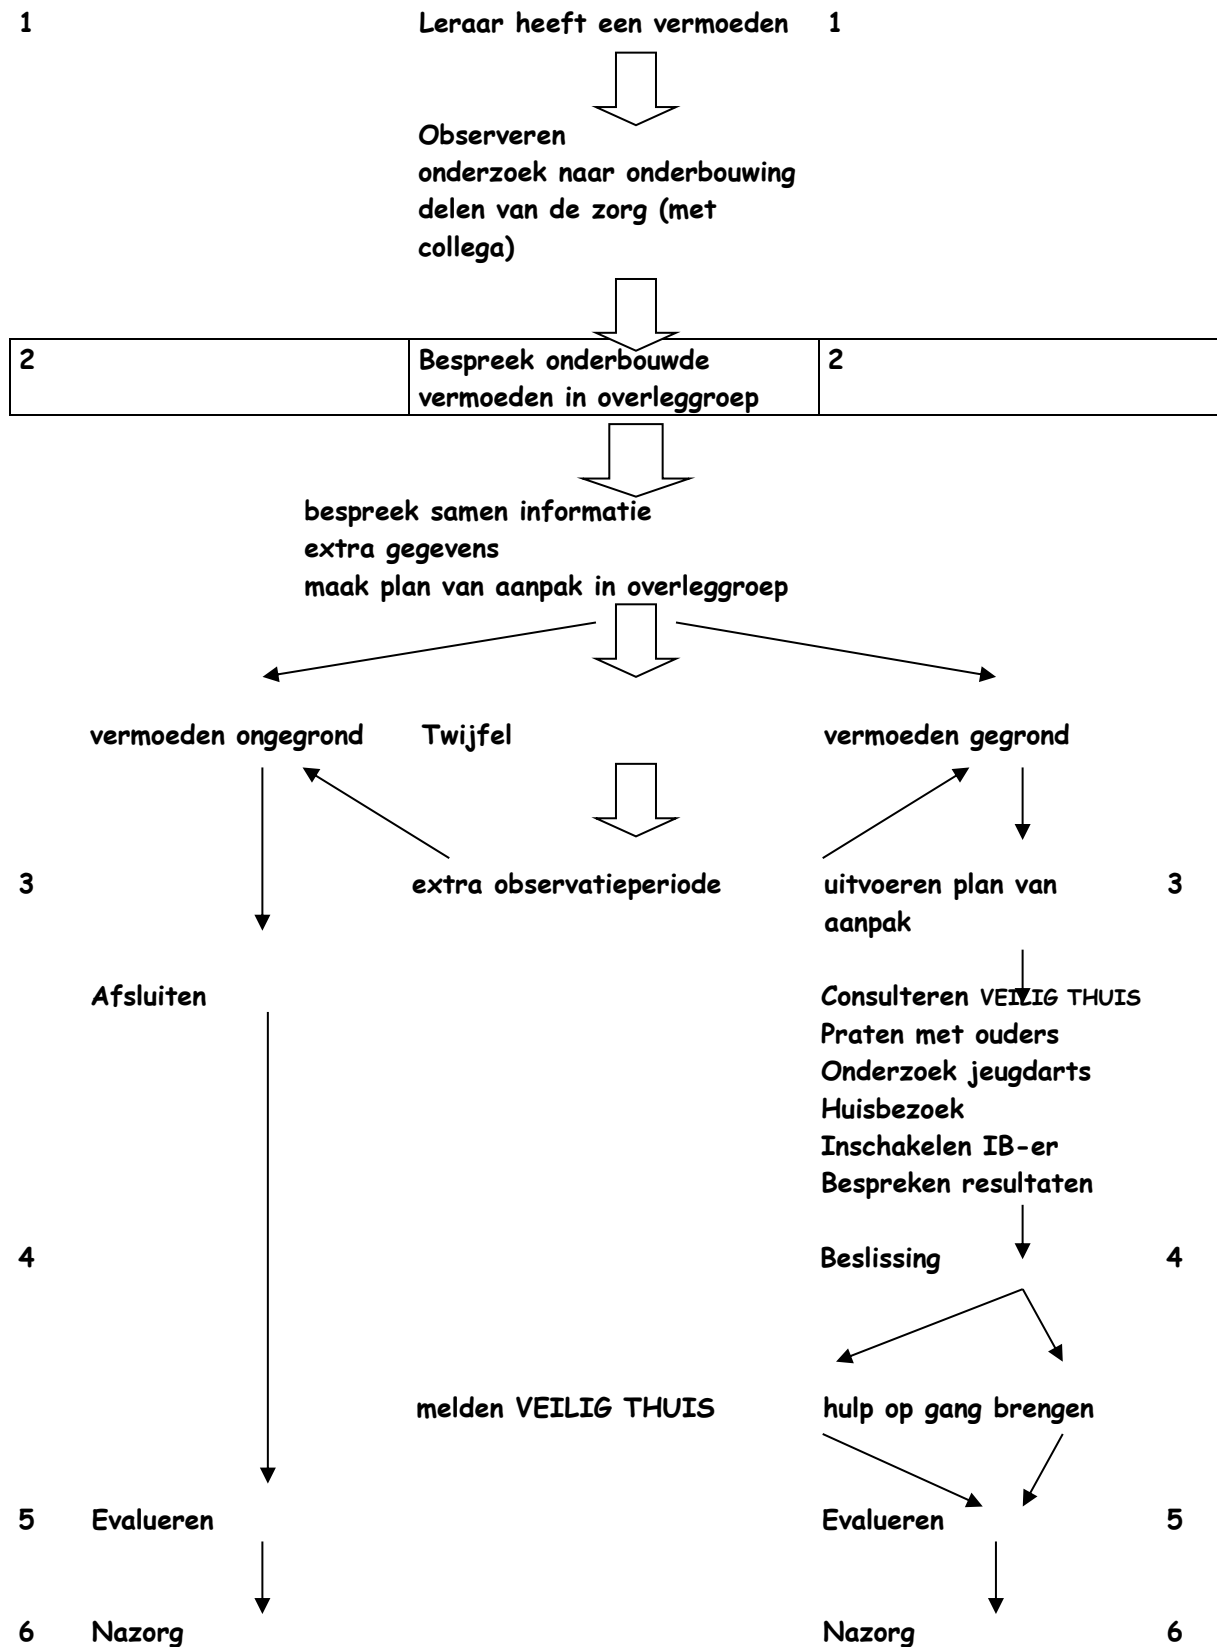 1 Leraar heeft een vermoeden 1
Observeren
onderzoek naar onderbouwing
delen van de zorg (met
collega)
2 Bespreek onderbouwde 2
vermoeden in overleggroep
bespreek samen informatie
extra gegevens
maak plan van aanpak in overleggroep
vermoeden ongegrond Twijfel vermoeden gegrond
3 extra observatieperiode uitvoeren plan van 3
aanpak
Afsluiten Consulteren VEILIG THUIS
Praten met ouders
Onderzoek jeugdarts
Huisbezoek
Inschakelen IB-er
Bespreken resultaten
4 Beslissing 4
melden VEILIG THUIS hulp op gang brengen
5 Evalueren Evalueren 5
6 Nazorg Nazorg 6